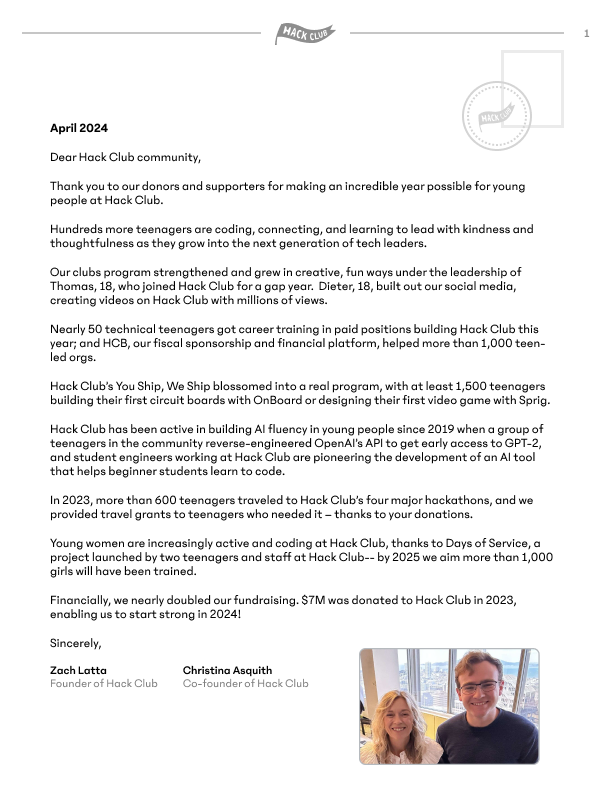 HACK CLUB
1
HACK CLUB
April 2024
Dear Hack Club community,
Thank you to our donors and supporters for making an incredible year possible for young
people at Hack Club.
Hundreds more teenagers are coding, connecting, and learning to lead with kindness and
thoughtfulness as they grow into the next generation of tech leaders.
Our clubs program strengthened and grew in creative, fun ways under the leadership of
Thomas, 18, who joined Hack Club for a gap year.  Dieter, 18, built out our social media,
creating videos on Hack Club with millions of views.
Nearly 50 technical teenagers got career training in paid positions building Hack Club this
year; and HCB, our fiscal sponsorship and financial platform, helped more than 1,000 teen-
led orgs.
Hack Club's You Ship, We Ship blossomed into a real program, with at least 1,500 teenagers
building their first circuit boards with OnBoard or designing their first video game with Sprig.
Hack Club has been active in building AI fluency in young people since 2019 when a group of
teenagers in the community reverse-engineered OpenAI's API to get early access to GPT-2,
and student engineers working at Hack Club are pioneering the development of an AI tool
that helps beginner students learn to code.
In 2023, more than 600 teenagers traveled to Hack Club's four major hackathons, and we
provided travel grants to teenagers who needed it – thanks to your donations.
Young women are increasingly active and coding at Hack Club, thanks to Days of Service, a
project launched by two teenagers and staff at Hack Club-- by 2025 we aim more than 1,000
girls will have been trained.
Financially, we nearly doubled our fundraising. $7M was donated to Hack Club in 2023,
enabling us to start strong in 2024!
Sincerely,
Zach Latta
Founder of Hack Club
Christina Asquith
Co-founder of Hack Club